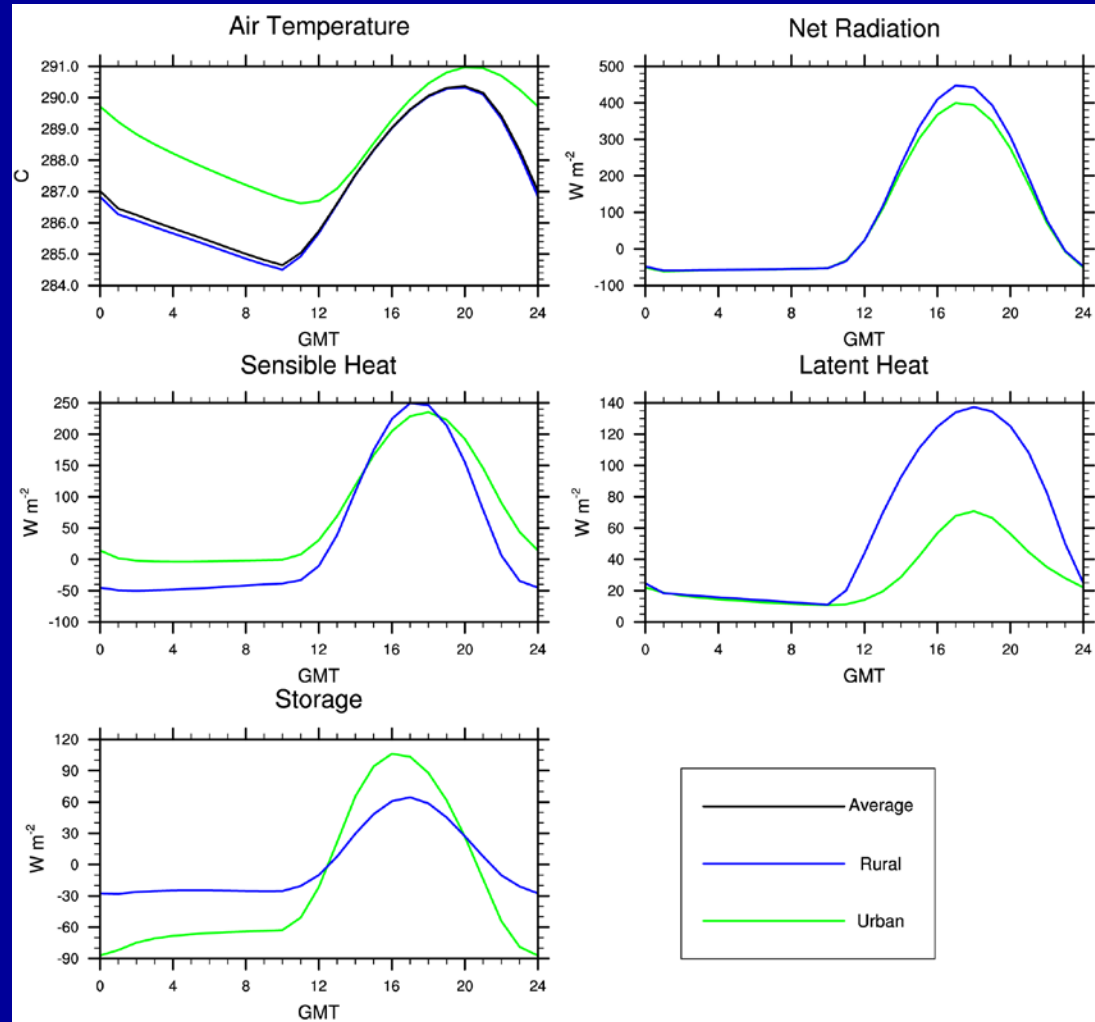 Air Temperature
291.0
290.0
289.0
288.0
287.0
286.0
285.0
284.0
C
0 4 8 12 16 20 24
GMT
Net Radiation
500
400
300
200
100
0
-100
W m⁻²
0 4 8 12 16 20 24
GMT
Sensible Heat
250
200
150
100
50
0
-50
-100
W m⁻²
0 4 8 12 16 20 24
GMT
Latent Heat
140
120
100
80
60
40
20
0
W m⁻²
0 4 8 12 16 20 24
GMT
Storage
120
90
60
30
0
-30
-60
-90
W m⁻²
0 4 8 12 16 20 24
GMT
Average
Rural
Urban